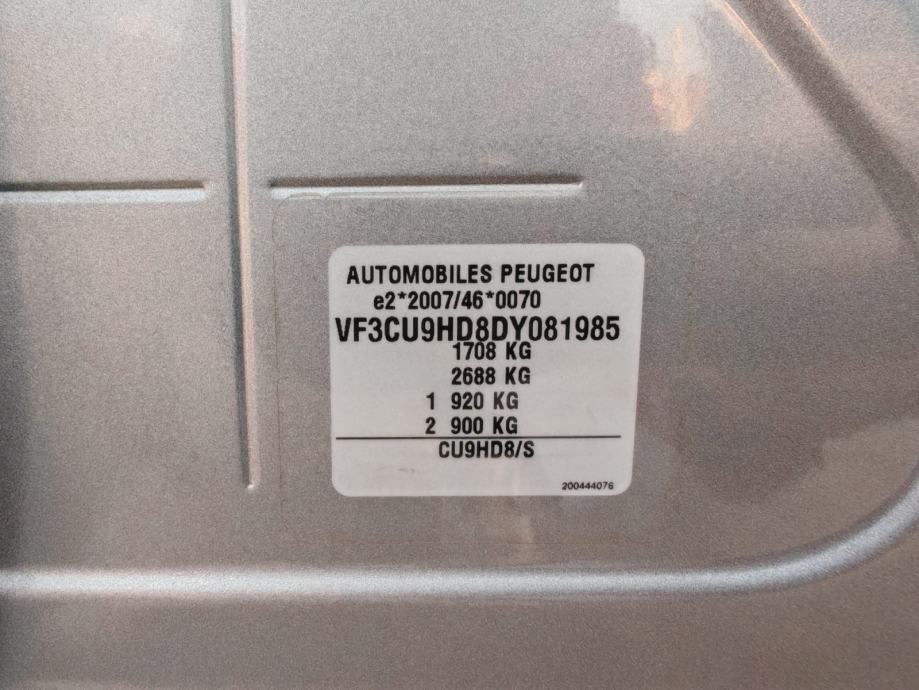 AUTOMOBILES PEUGEOT
e2*2007/46*0070
VF3CU9HD8DY081985
1708 KG
2688 KG
1 920 KG
2 900 KG
CU9HD8/S
200444076